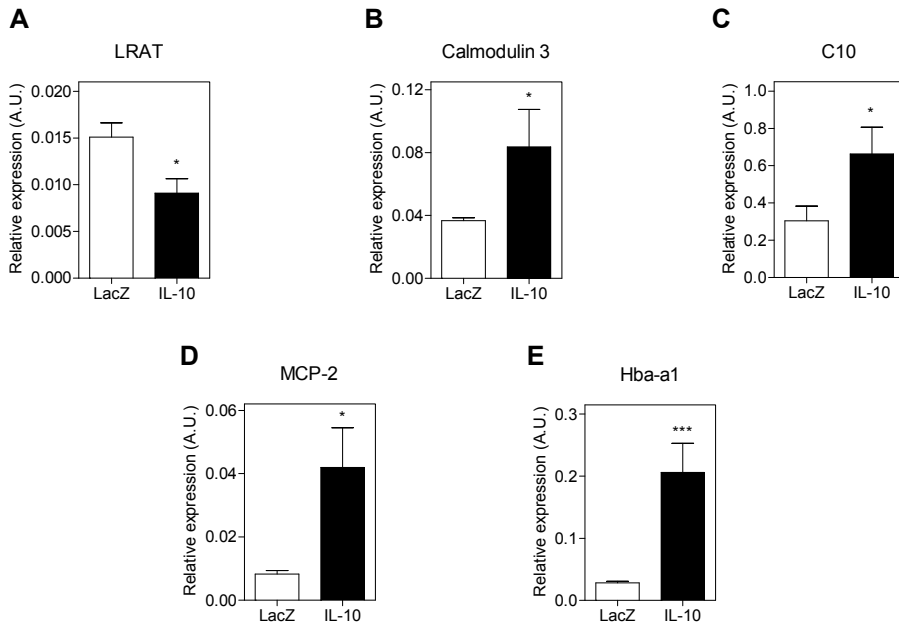 A
LRAT
Relative expression (A.U.)
0.020
0.015
0.010
0.005
0.000
*
LacZ IL-10
B
Calmodulin 3
Relative expression (A.U.)
0.12
0.08
0.04
0.00
*
LacZ IL-10
C
C10
Relative expression (A.U.)
1.0
0.8
0.6
0.4
0.2
0.0
*
LacZ IL-10
D
MCP-2
Relative expression (A.U.)
0.06
0.04
0.02
0.00
*
LacZ IL-10
E
Hba-a1
Relative expression (A.U.)
0.3
0.2
0.1
0.0
***
LacZ IL-10